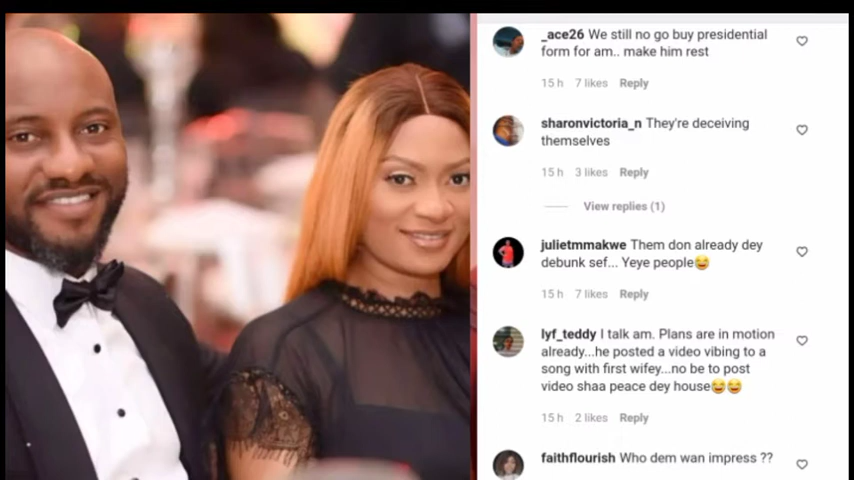 _ace26 We still no go buy presidential
form for am.. make him rest
15 h 7 likes Reply
sharonvictoria_n They're deceiving
themselves
15 h 3 likes Reply
View replies (1)
julietmmakwe Them don already dey
debunk sef... Yeye people😂
15 h 7 likes Reply
lyf_teddy I talk am. Plans are in motion
already...he posted a video vibing to a
song with first wifey...no be to post
video shaa peace dey house😂😂
15 h 2 likes Reply
faithflourish Who dem wan impress ??